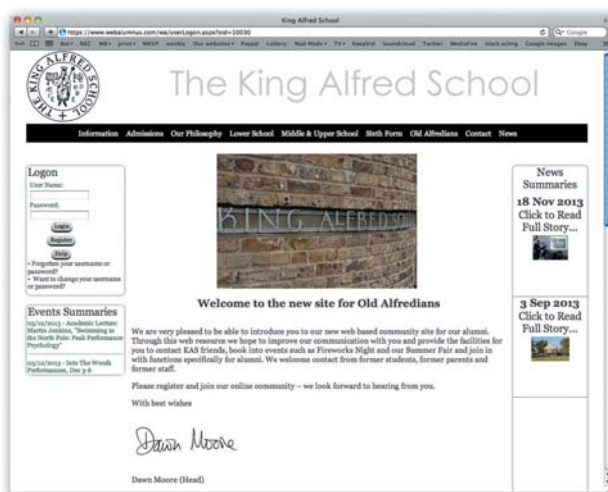 King Alfred School
https://www.webalumnus.com/wa/userLogon.aspx?sid=10030
Google
THE KING ALFRED SCHOOL
The King Alfred School
Information Admissions Our Philosophy Lower School Middle & Upper School Sixth Form Old Alfredians Contact News
Logon
User Name:
Password:
Login
Register
Help
• Forgotten your username or
password?
• Want to change your username
or password?
Events Summaries
03/12/2013 - Academic Lecture:
Martin Jenkins, "Swimming to
the North Pole: Peak Performance
Psychology"
03/12/2013 - Into The Woods
Performances, Dec 3-6
KING ALFRED SCHOOL
Welcome to the new site for Old Alfredians
We are very pleased to be able to introduce you to our new web based community site for our alumni.
Through this web resource we hope to improve our communication with you and provide the facilities for
you to contact KAS friends, book into events such as Fireworks Night and our Summer Fair and join in
with functions specifically for alumni. We welcome contact from former students, former parents and
former staff.
Please register and join our online community – we look forward to hearing from you.
With best wishes
Dawn Moore
Dawn Moore (Head)
News
Summaries
18 Nov 2013
Click to Read
Full Story...
3 Sep 2013
Click to Read
Full Story...